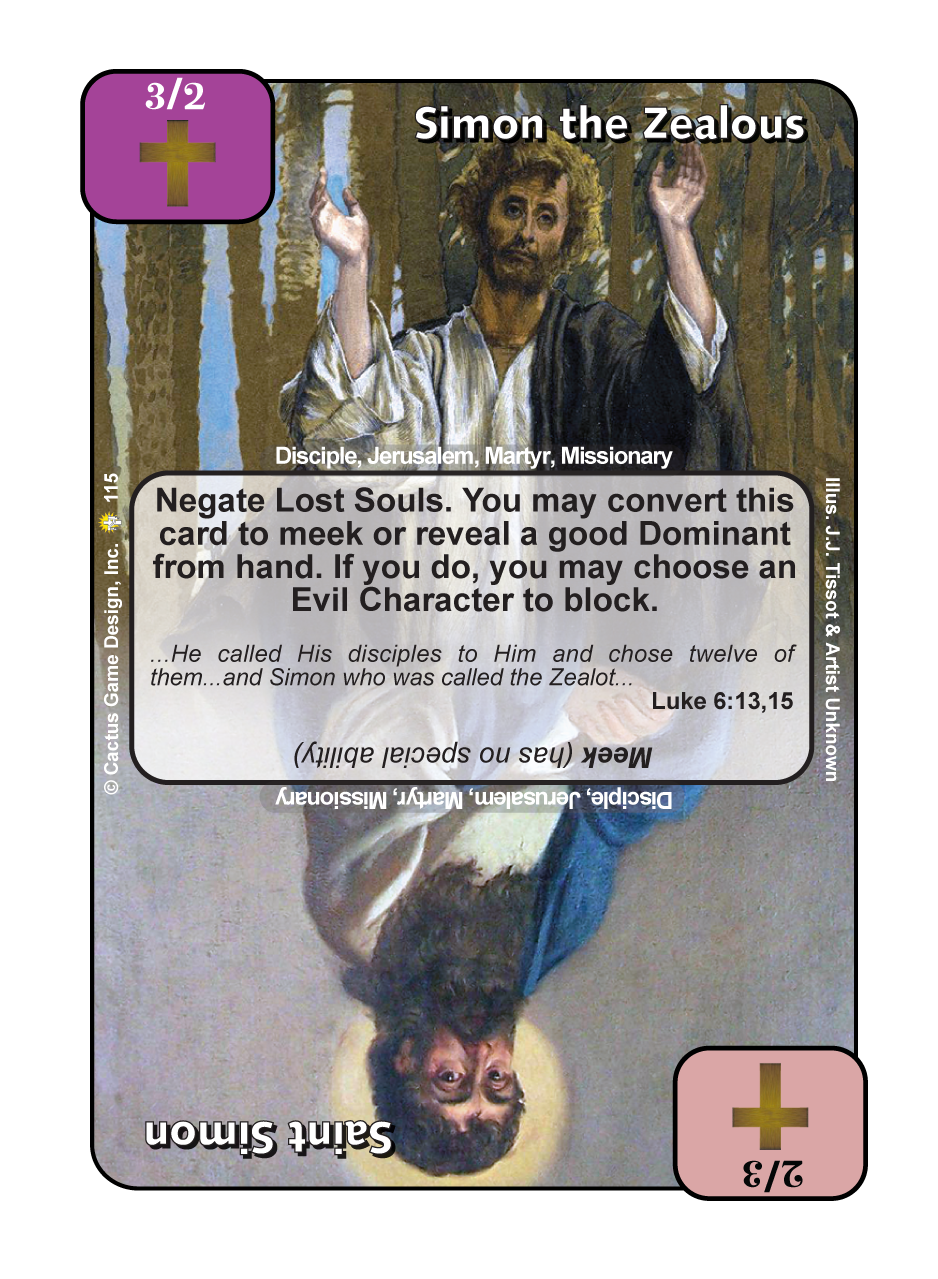 3/2
Simon the Zealous
Disciple, Jerusalem, Martyr, Missionary
Negate Lost Souls. You may convert this
card to meek or reveal a good Dominant
from hand. If you do, you may choose an
Evil Character to block.
...He called His disciples to Him and chose twelve of
them...and Simon who was called the Zealot...
Luke 6:13,15
Meek (has no special ability)
Disciple, Jerusalem, Martyr, Missionary
Saint Simon
2/3
© Cactus Game Design, Inc. 115
Illus. J.J. Tissot & Artist Unknown